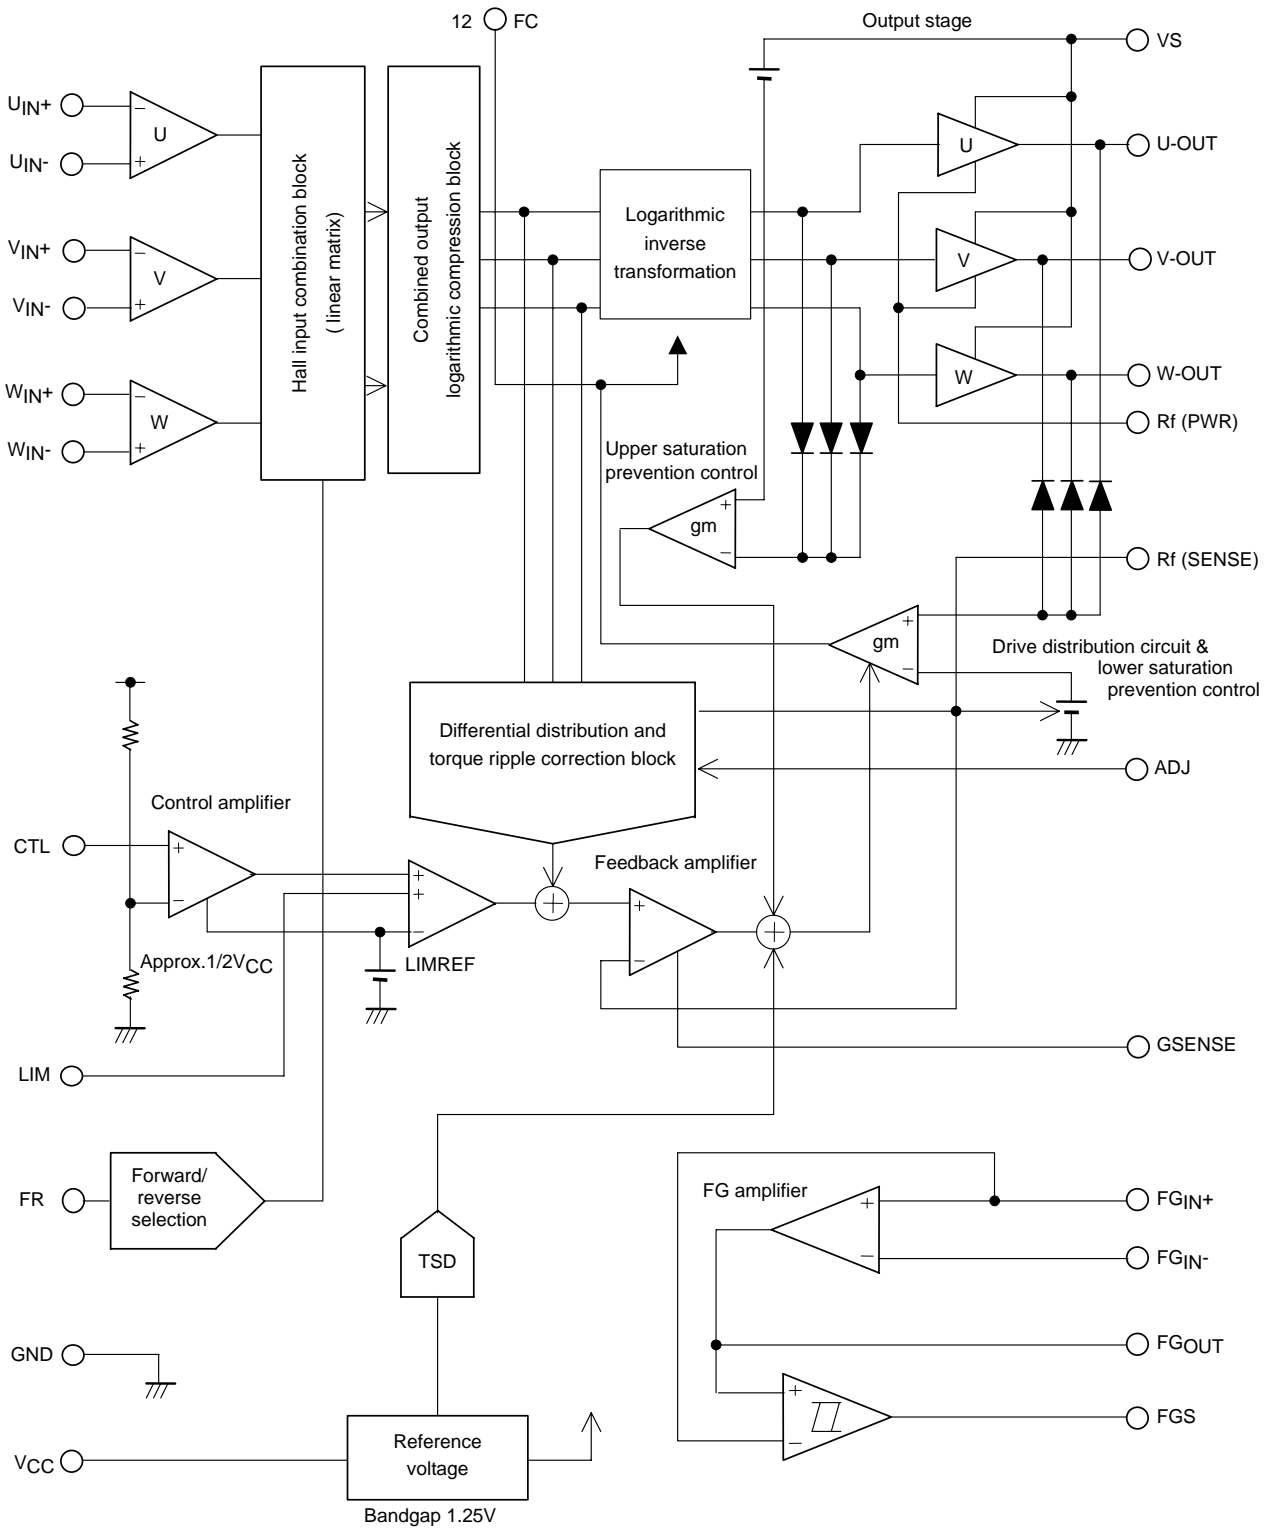 12 FC
Output stage
VS
UIN+
UIN-
U
U
U-OUT
VIN+
VIN-
V
V
V-OUT
WIN+
WIN-
W
W
W-OUT
Hall input combination block
( linear matrix)
Combined output
logarithmic compression block
Logarithmic
inverse
transformation
Rf (PWR)
Upper saturation
prevention control
gm
+
−
Rf (SENSE)
gm
+
−
Drive distribution circuit &
lower saturation
prevention control
Differential distribution and
torque ripple correction block
ADJ
Control amplifier
CTL
+
−
Approx.1/2VCC
+
+
−
LIMREF
Feedback amplifier
+
−
GSENSE
LIM
FR
Forward/
reverse
selection
TSD
FG amplifier
+
−
FGIN+
FGIN-
GND
FGOUT
+
−
FGS
VCC
Reference
voltage
Bandgap 1.25V